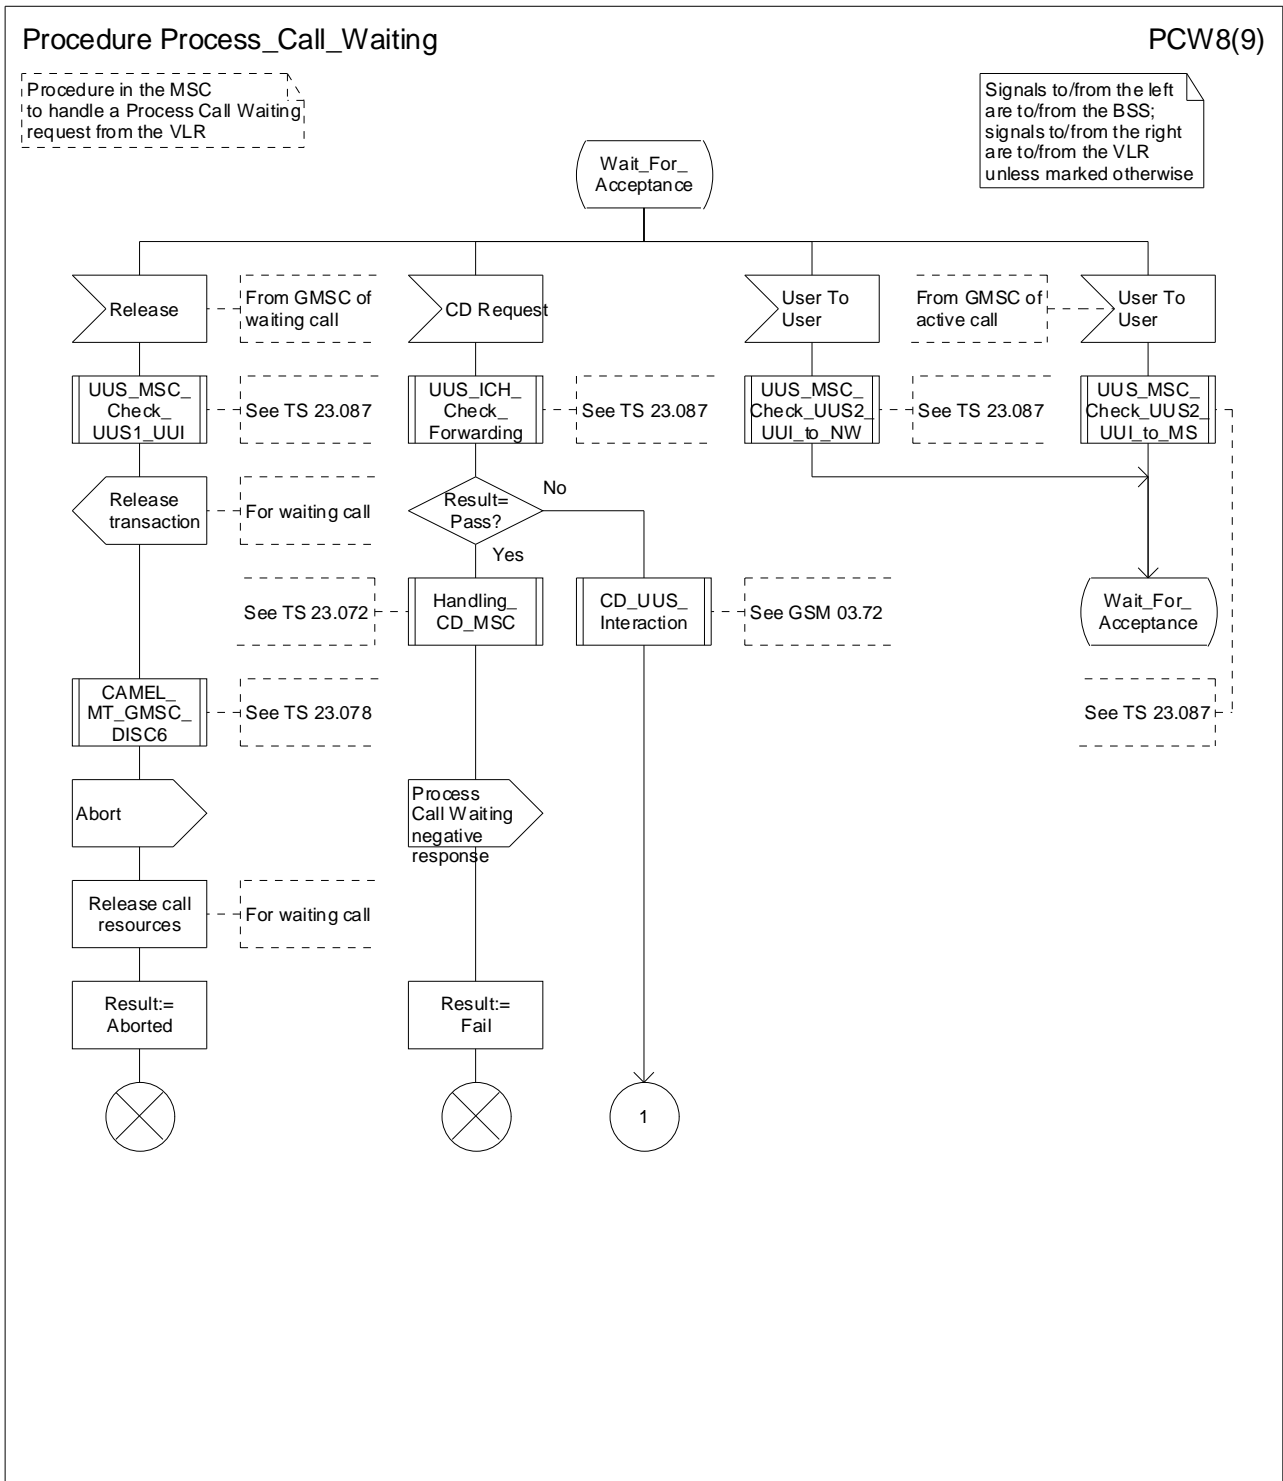 Procedure Process_Call_Waiting
PCW8(9)
Procedure in the MSC
to handle a Process Call Waiting
request from the VLR
Signals to/from the left
are to/from the BSS;
signals to/from the right
are to/from the VLR
unless marked otherwise
Wait_For_
Acceptance
Release
From GMSC of
waiting call
CD Request
User To
User
From GMSC of
active call
User To
User
UUS_MSC_
Check_
UUS1_UUI
See TS 23.087
UUS_ICH_
Check_
Forwarding
See TS 23.087
UUS_MSC_
Check_UUS2_
UUI_to_NW
See TS 23.087
UUS_MSC_
Check_UUS2_
UUI_to_MS
Release
transaction
For waiting call
Result=
Pass?
No
Yes
See TS 23.072
Handling_
CD_MSC
CD_UUS_
Interaction
See GSM 03.72
Wait_For_
Acceptance
CAMEL_
MT_GMSC_
DISC6
See TS 23.078
See TS 23.087
Abort
Process
Call Waiting
negative
response
Release call
resources
For waiting call
Result:=
Aborted
Result:=
Fail
1